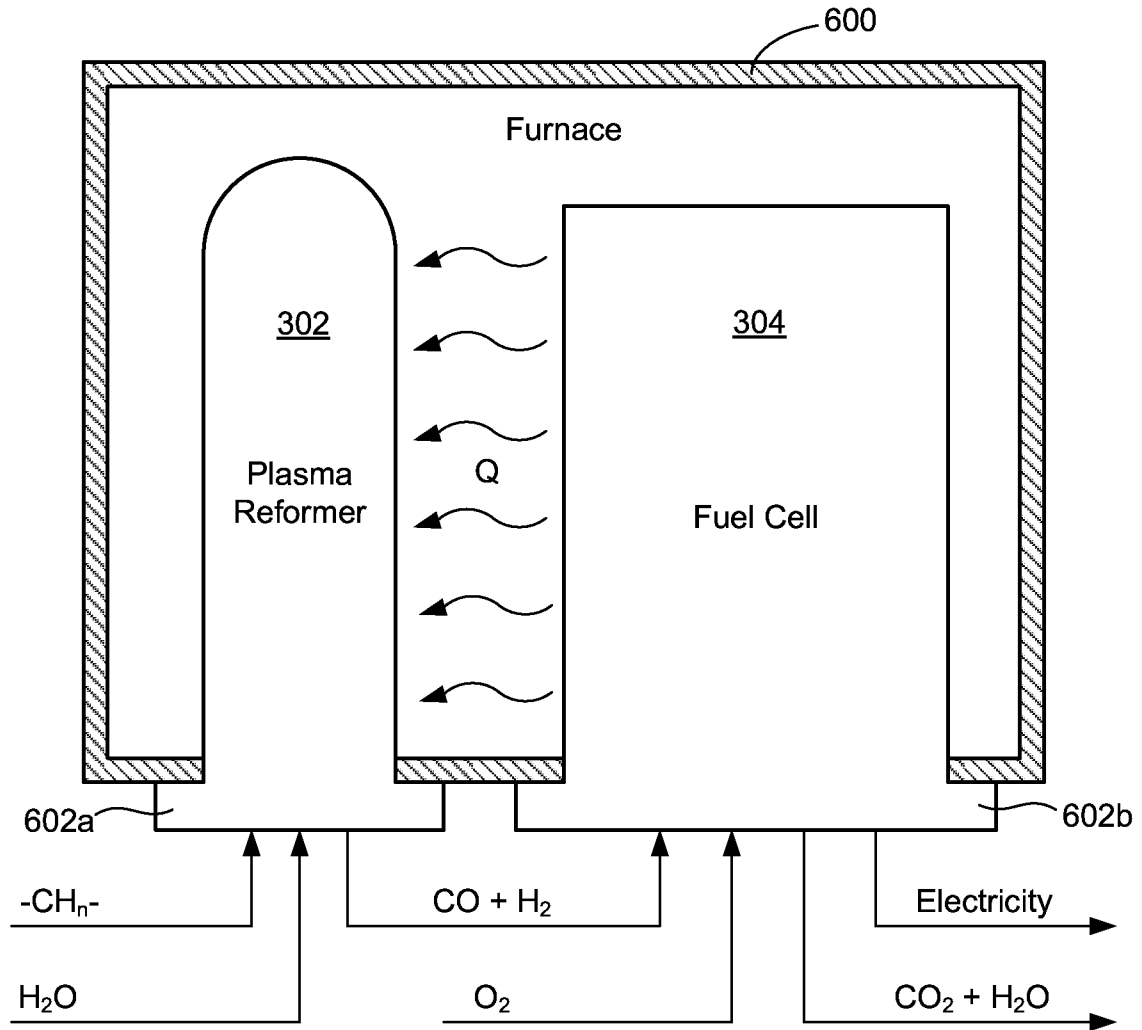 600
Furnace
302
304
Plasma
Reformer
Q
Fuel Cell
602a
602b
-CHₙ-
CO + H₂
Electricity
H₂O
O₂
CO₂ + H₂O